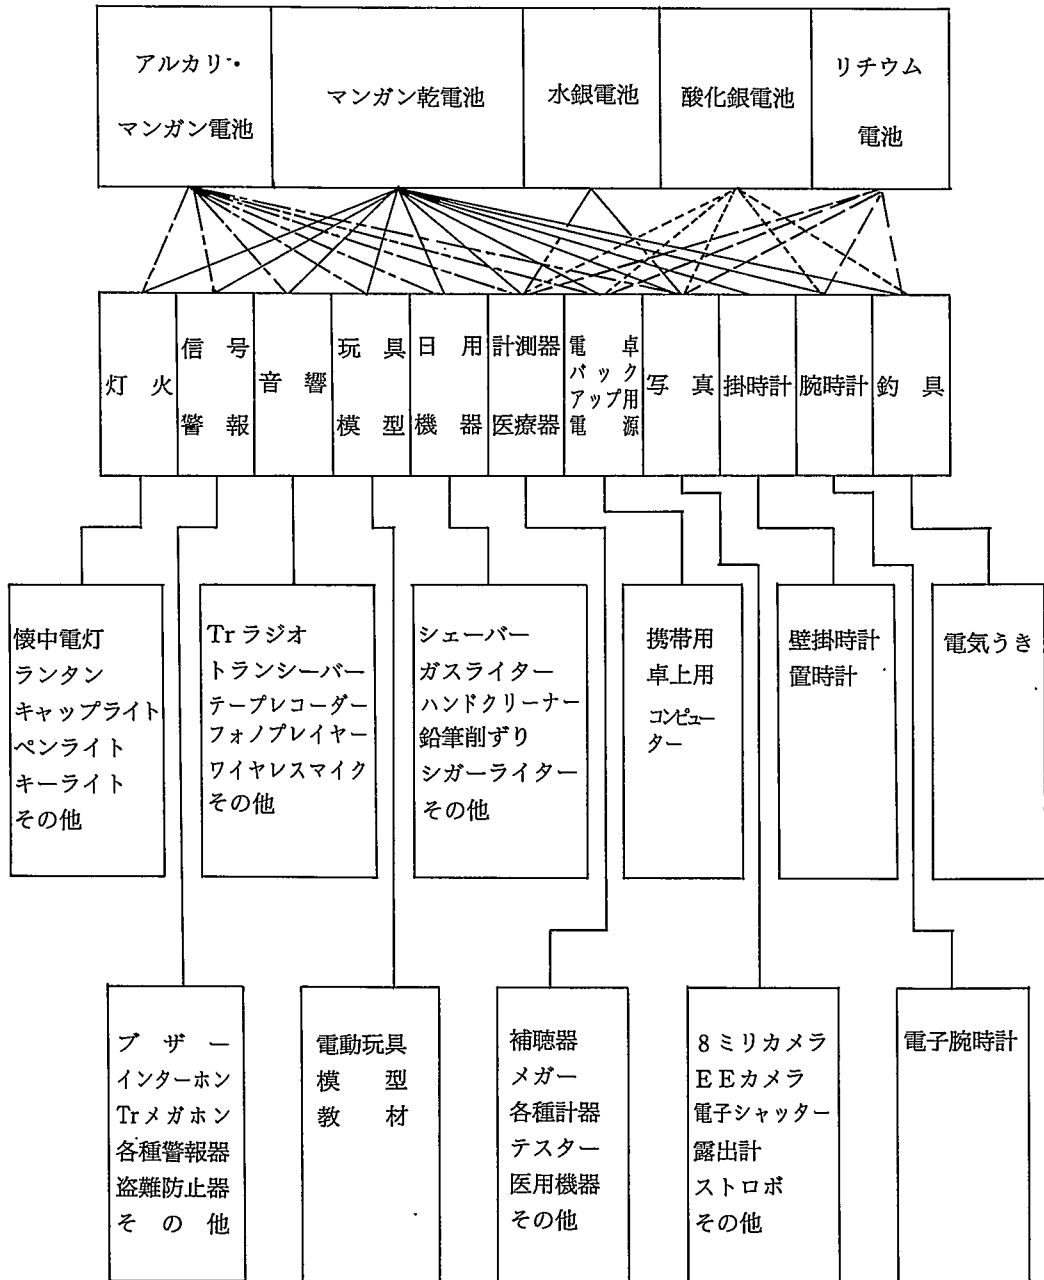 アルカリ・
マンガン電池
マンガン乾電池
水銀電池
酸化銀電池
リチウム
電池
灯火
信号
警報
音響
玩具
模型
日用
機器
計測器
医療器
電卓
バック
アップ用
電源
写真
掛時計
腕時計
釣具
懐中電灯
ランタン
キャップライト
ペンライト
キーライト
その他
Trラジオ
トランシーバー
テープレコーダー
フォノプレイヤー
ワイヤレスマイク
その他
シェーバー
ガスライター
ハンドクリーナー
鉛筆削ずり
シガーライター
その他
携帯用
卓上用
コンピュー
ター
壁掛時計
置時計
電気うき
ブザー
インターホン
Trメガホン
各種警報器
盗難防止器
その他
電動玩具
模型
教材
補聴器
メガー
各種計器
テスター
医用機器
その他
8ミリカメラ
EEカメラ
電子シャッター
露出計
ストロボ
その他
電子腕時計